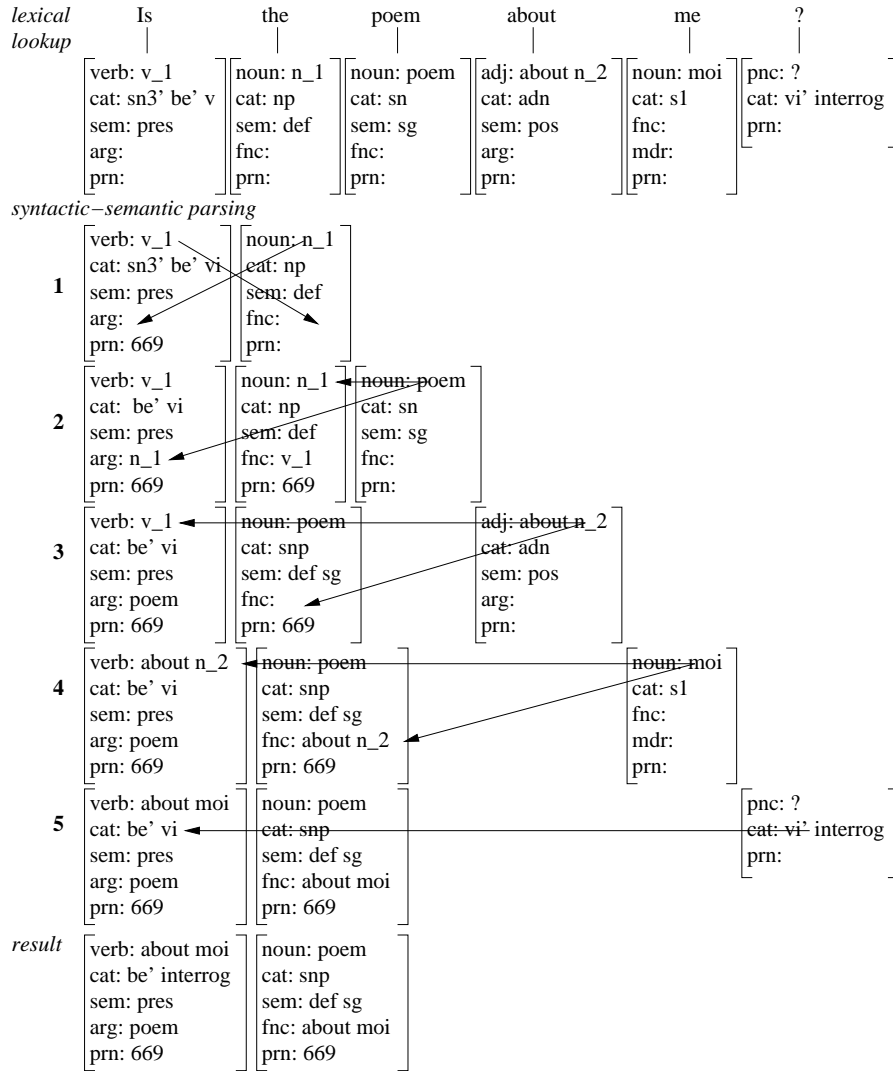 lexical Is the poem about me ?
lookup
verb: v_1 noun: n_1 noun: poem adj: about n_2 noun: moi pnc: ?
cat: sn3’ be’ v cat: np cat: sn cat: adn cat: s1 cat: vi’ interrog
sem: pres sem: def sem: sg sem: pos fnc: prn:
arg: fnc: fnc: arg: mdr:
prn: prn: prn: prn: prn:
syntactic−semantic parsing
verb: v_1 noun: n_1
cat: sn3’ be’ vi cat: np
1 sem: pres sem: def
arg: fnc:
prn: 669 prn:
verb: v_1 noun: n_1 noun: poem
cat: be’ vi cat: np cat: sn
2 sem: pres sem: def sem: sg
arg: n_1 fnc: v_1 fnc:
prn: 669 prn: 669 prn:
verb: v_1 noun: poem adj: about n_2
3 cat: be’ vi cat: snp cat: adn
sem: pres sem: def sg sem: pos
arg: poem fnc: arg:
prn: 669 prn: 669 prn:
verb: about n_2 noun: poem noun: moi
4 cat: be’ vi cat: snp cat: s1
sem: pres sem: def sg fnc:
arg: poem fnc: about n_2 mdr:
prn: 669 prn: 669 prn:
verb: about moi noun: poem pnc: ?
5 cat: be’ vi cat: snp cat: vi’ interrog
sem: pres sem: def sg prn:
arg: poem fnc: about moi
prn: 669 prn: 669
result verb: about moi noun: poem
cat: be’ interrog cat: snp
sem: pres sem: def sg
arg: poem fnc: about moi
prn: 669 prn: 669